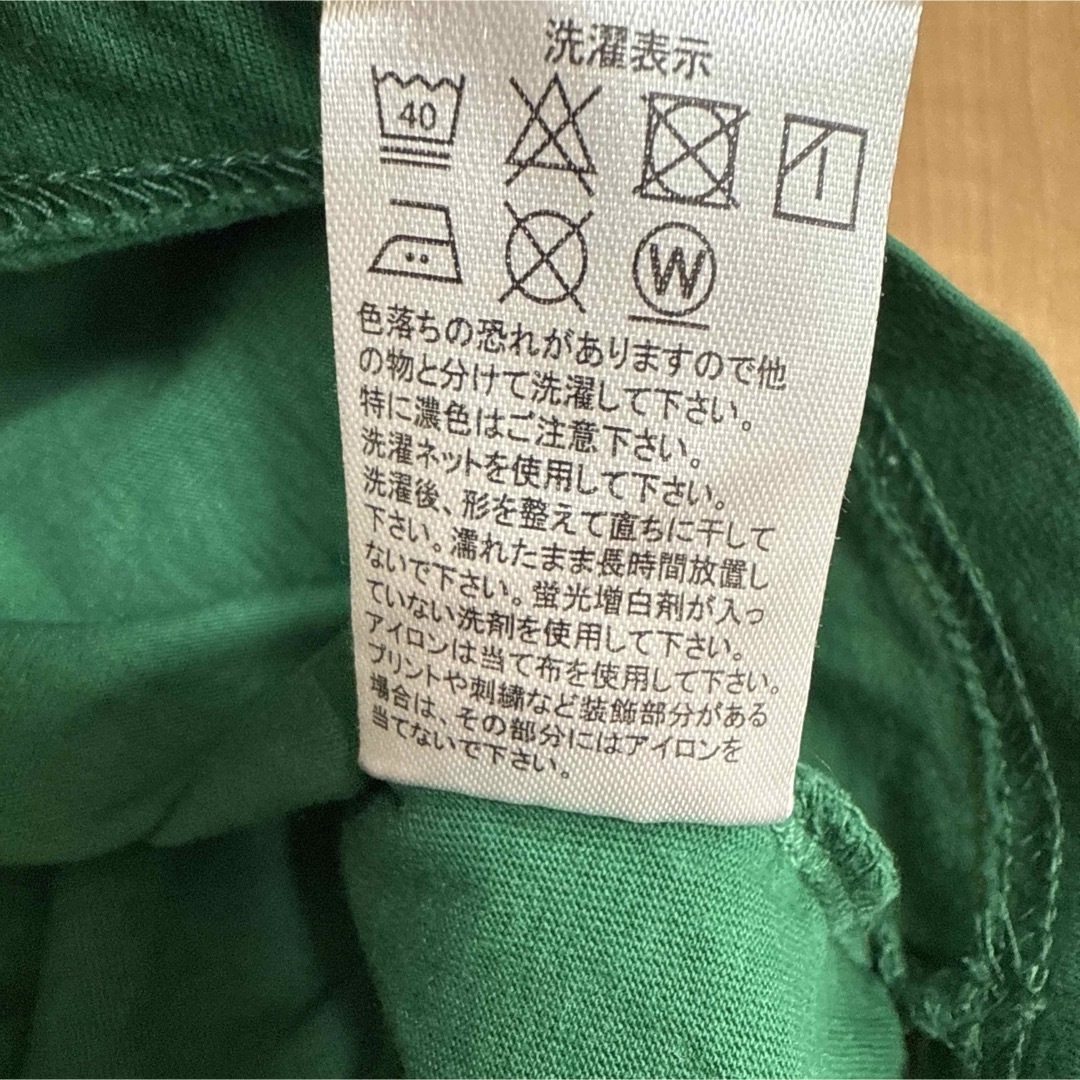 洗濯表示
40
W
色落ちの恐れがありますので他
の物と分けて洗濯して下さい。
特に濃色はご注意下さい。
洗濯ネットを使用して下さい。
洗濯後、形を整えて直ちに干して
下さい。濡れたまま長時間放置し
ないで下さい。蛍光増白剤が入っ
ていない洗剤を使用して下さい。
アイロンは当て布を使用して下さい。
プリントや刺繍など装飾部分がある
場合は、その部分にはアイロンを
当てないで下さい。